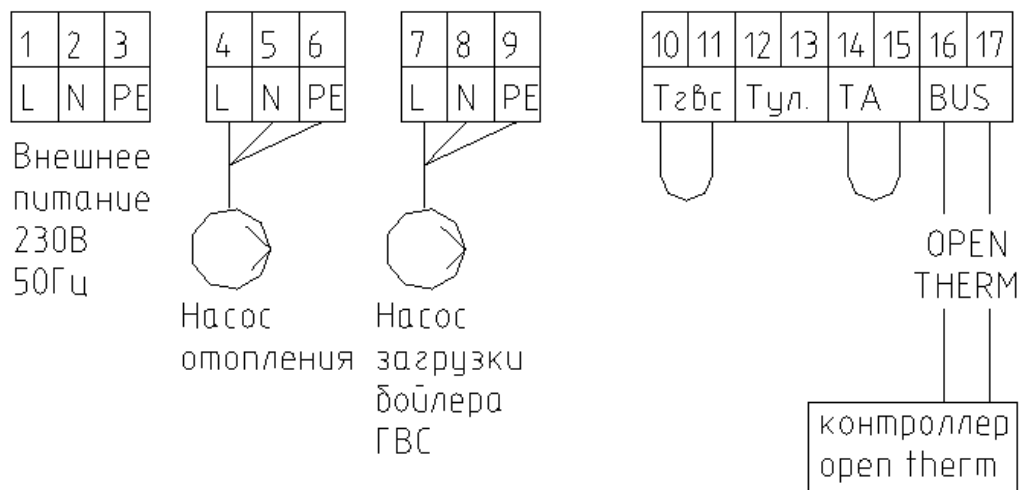 1 2 3 4 5 6 7 8 9 10 11 12 13 14 15 16 17
L N PE L N PE L N PE Тгвс Тул. ТА BUS
Внешнее
питание
230В
50Гц
Насос
отопления
Насос
загрузки
бойлера
ГВС
OPEN
THERM
контроллер
open therm